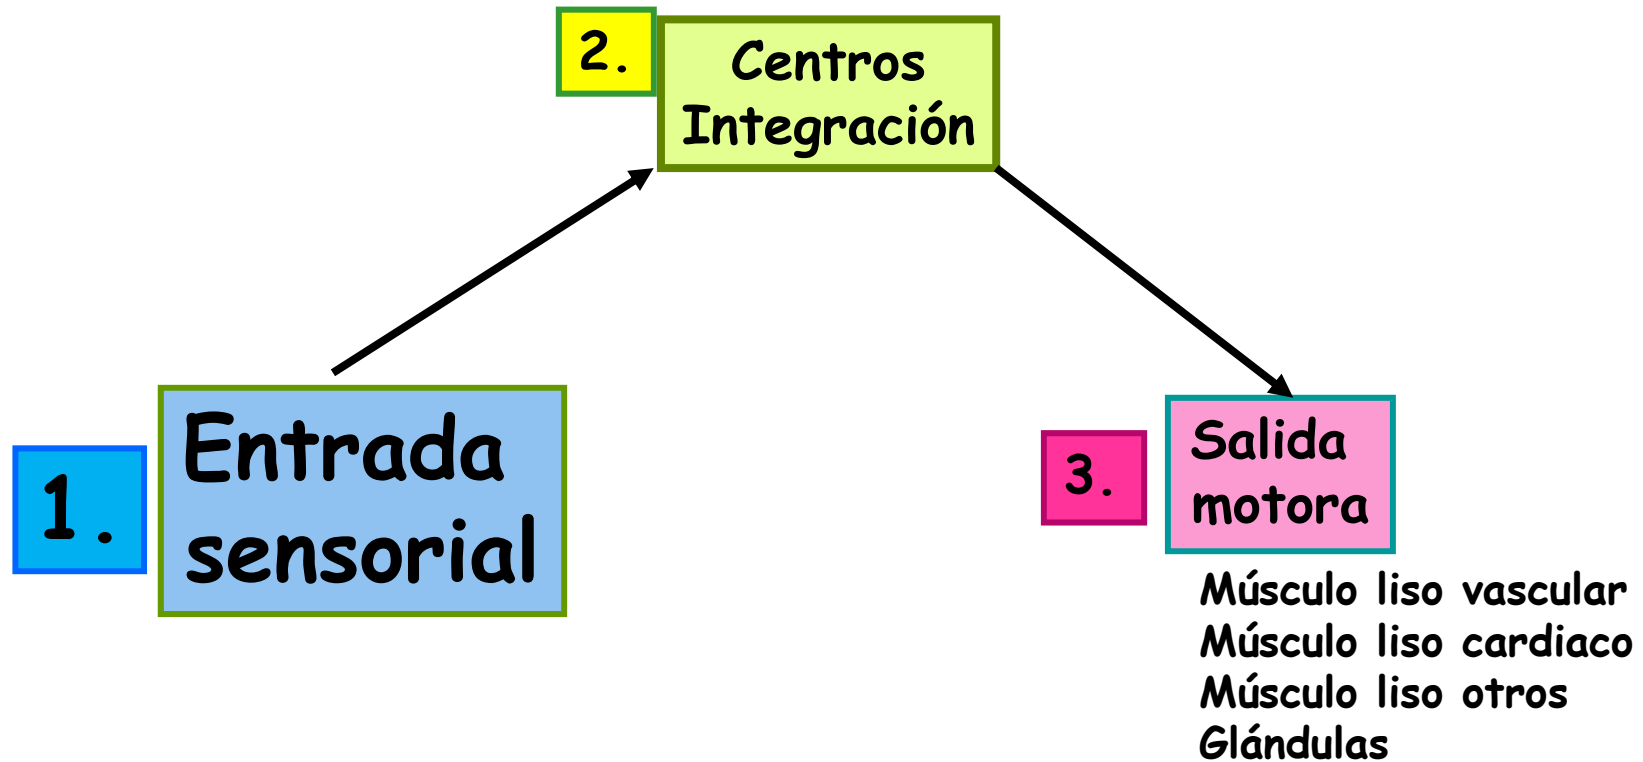 2.
Centros
Integración
1.
Entrada
sensorial
3.
Salida
motora
Músculo liso vascular
Músculo liso cardiaco
Músculo liso otros
Glándulas